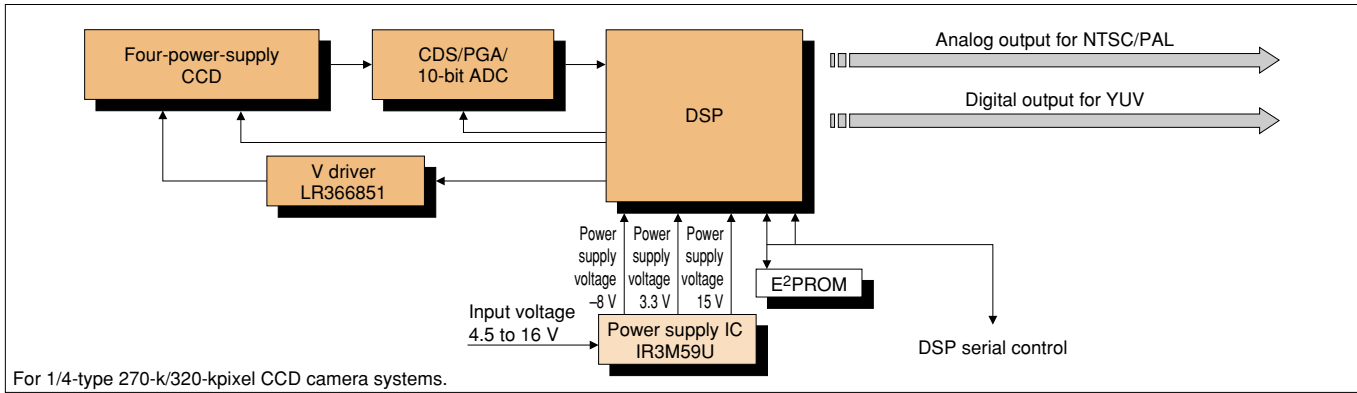 Four-power-supply
CCD
CDS/PGA/
10-bit ADC
DSP
Analog output for NTSC/PAL
Digital output for YUV
V driver
LR366851
Power
supply
voltage
–8 V
Power
supply
voltage
3.3 V
Power
supply
voltage
15 V
E²PROM
Input voltage
4.5 to 16 V
Power supply IC
IR3M59U
DSP serial control
For 1/4-type 270-k/320-kpixel CCD camera systems.